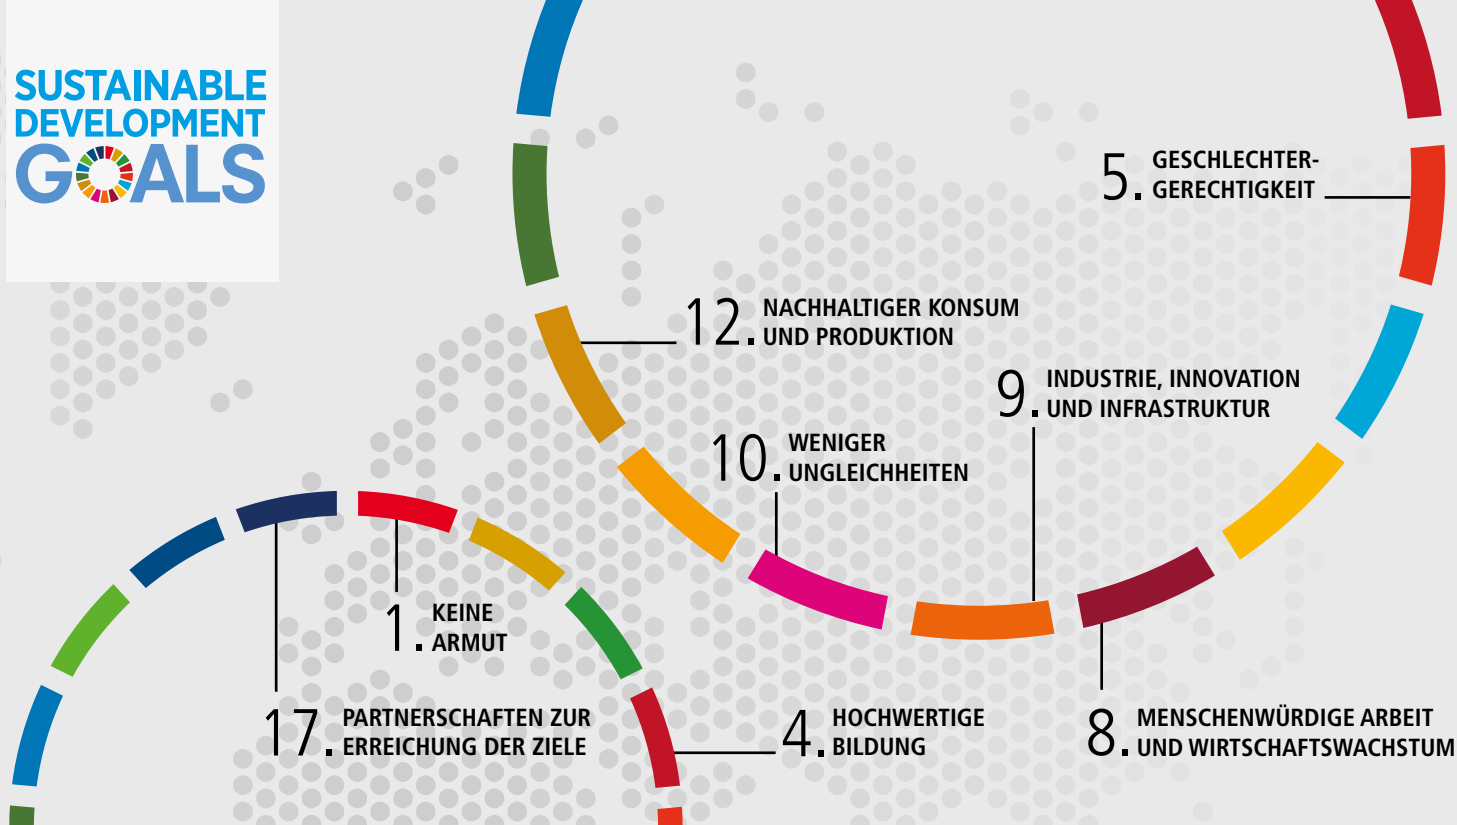 SUSTAINABLE
DEVELOPMENT
GOALS
5. GESCHLECHTER-
GERECHTIGKEIT
12. NACHHALTIGER KONSUM
UND PRODUKTION
9. INDUSTRIE, INNOVATION
UND INFRASTRUKTUR
10. WENIGER
UNGLEICHHEITEN
1. KEINE
ARMUT
17. PARTNERSCHAFTEN ZUR
ERREICHUNG DER ZIELE
4. HOCHWERTIGE
BILDUNG
8. MENSCHENWÜRDIGE ARBEIT
UND WIRTSCHAFTSWACHSTUM